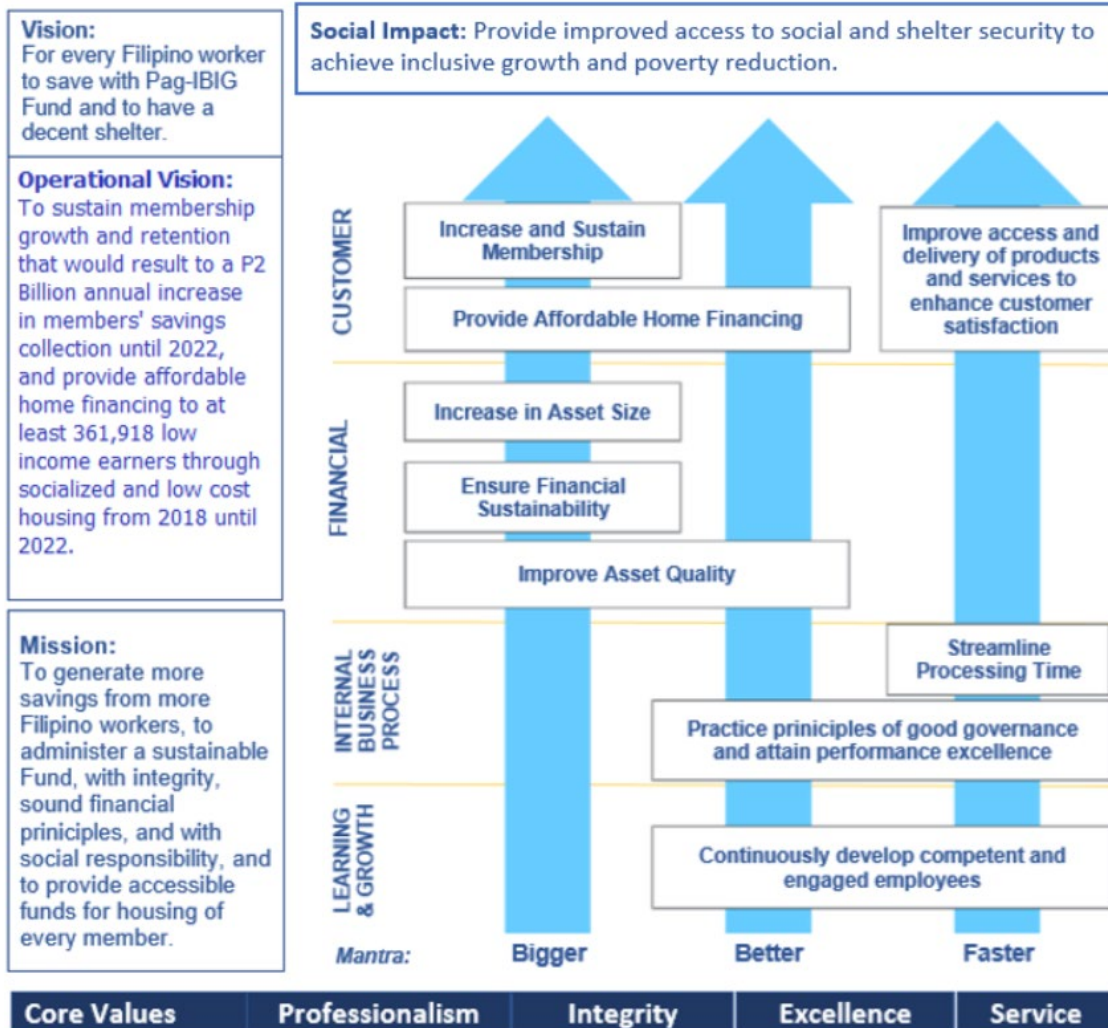 Vision:
For every Filipino worker
to save with Pag-IBIG
Fund and to have a
decent shelter.
Operational Vision:
To sustain membership
growth and retention
that would result to a P2
Billion annual increase
in members' savings
collection until 2022,
and provide affordable
home financing to at
least 361,918 low
income earners through
socialized and low cost
housing from 2018 until
2022.
Mission:
To generate more
savings from more
Filipino workers, to
administer a sustainable
Fund, with integrity,
sound financial
priniciples, and with
social responsibility, and
to provide accessible
funds for housing of
every member.
Social Impact: Provide improved access to social and shelter security to
achieve inclusive growth and poverty reduction.
CUSTOMER
Increase and Sustain
Membership
Provide Affordable Home Financing
Improve access and
delivery of products
and services to
enhance customer
satisfaction
FINANCIAL
Increase in Asset Size
Ensure Financial
Sustainability
Improve Asset Quality
INTERNAL
BUSINESS
PROCESS
Streamline
Processing Time
Practice priniciples of good governance
and attain performance excellence
LEARNING
& GROWTH
Continuously develop competent and
engaged employees
Mantra: Bigger Better Faster
Core Values Professionalism Integrity Excellence Service